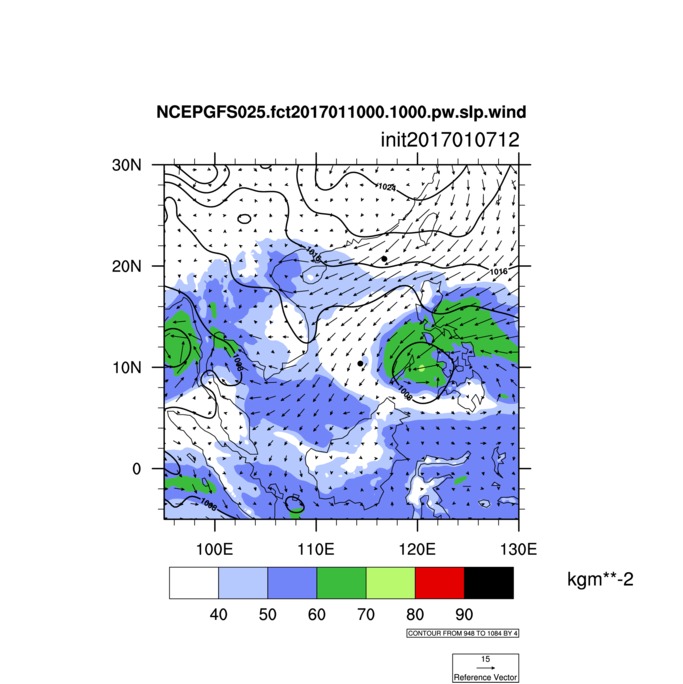 NCEPGFS025.fct2017011000.1000.pw.slp.wind
init2017010712
30N
1024
1016
20N
1016
10N
1008
1008
0
1008
100E 110E 120E 130E
kgm**-2
40 50 60 70 80 90
CONTOUR FROM 948 TO 1084 BY 4
15
Reference Vector